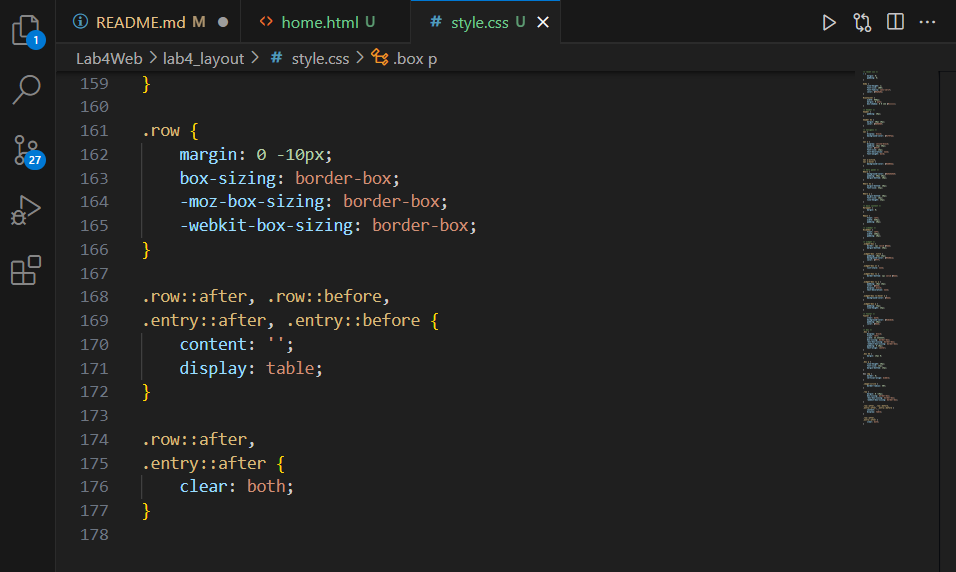 README.md M
home.html U
# style.css U
1
27
Lab4Web > lab4_layout > # style.css > .box p
159 }
160
161 .row {
162 margin: 0 -10px;
163 box-sizing: border-box;
164 -moz-box-sizing: border-box;
165 -webkit-box-sizing: border-box;
166 }
167
168 .row::after, .row::before,
169 .entry::after, .entry::before {
170 content: '';
171 display: table;
172 }
173
174 .row::after,
175 .entry::after {
176 clear: both;
177 }
178